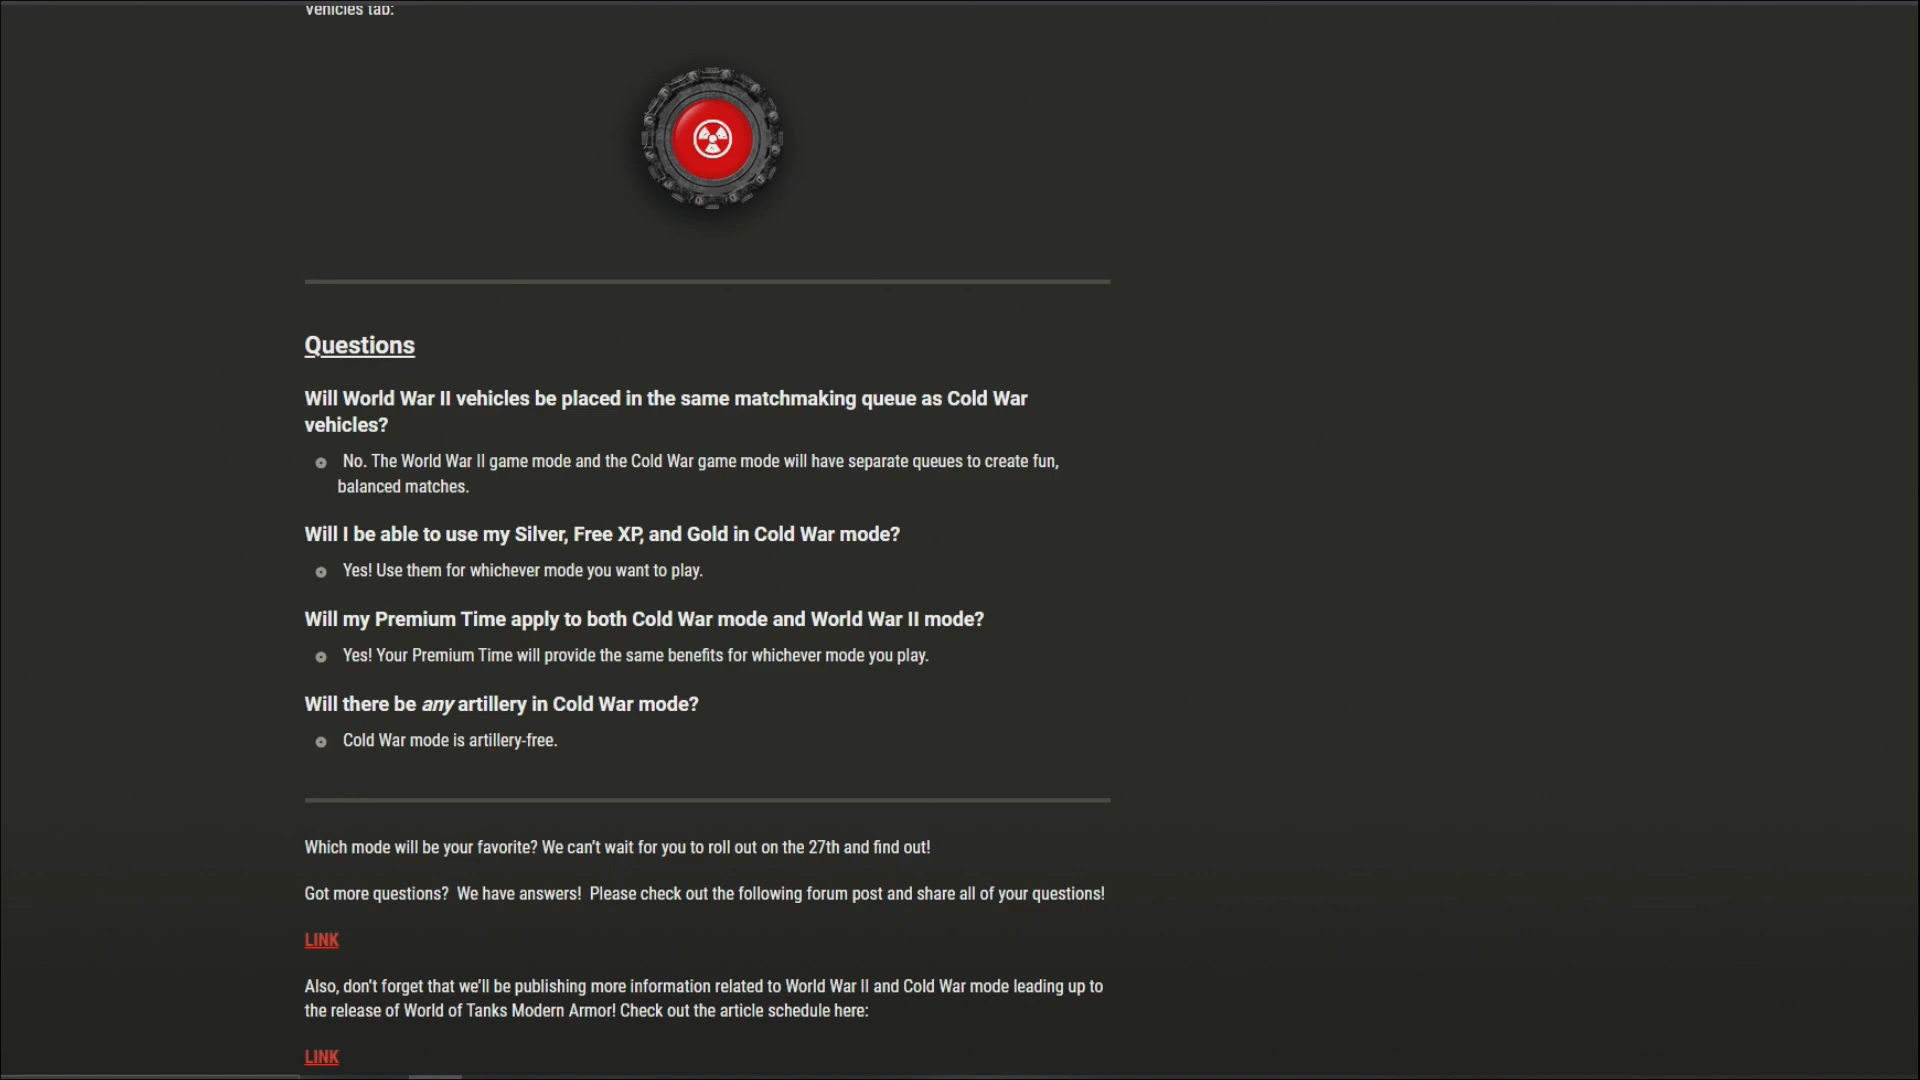 Vehicles tab:
Questions
Will World War II vehicles be placed in the same matchmaking queue as Cold War
vehicles?
No. The World War II game mode and the Cold War game mode will have separate queues to create fun,
balanced matches.
Will I be able to use my Silver, Free XP, and Gold in Cold War mode?
Yes! Use them for whichever mode you want to play.
Will my Premium Time apply to both Cold War mode and World War II mode?
Yes! Your Premium Time will provide the same benefits for whichever mode you play.
Will there be any artillery in Cold War mode?
Cold War mode is artillery-free.
Which mode will be your favorite? We can't wait for you to roll out on the 27th and find out!
Got more questions?  We have answers!  Please check out the following forum post and share all of your questions!
LINK
Also, don't forget that we'll be publishing more information related to World War II and Cold War mode leading up to
the release of World of Tanks Modern Armor! Check out the article schedule here:
LINK